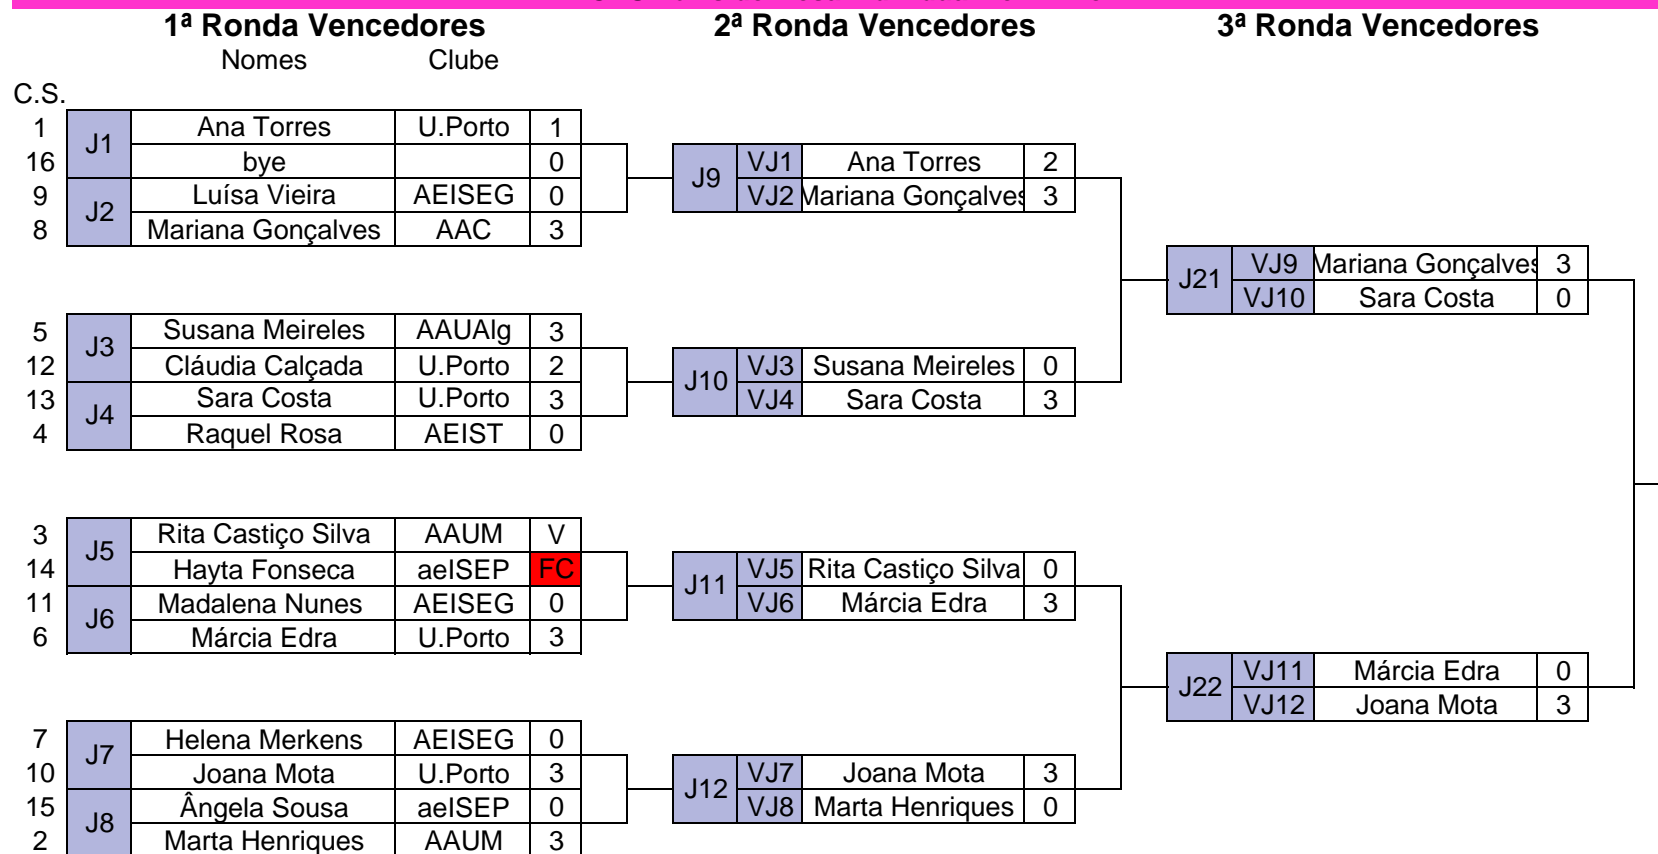 1ª Ronda Vencedores 2ª Ronda Vencedores 3ª Ronda Vencedores
Nomes Clube
C.S.
1 J1 Ana Torres U.Porto 1
16 bye 0
J9 VJ1 Ana Torres 2
9 J2 Luísa Vieira AEISEG 0
VJ2 Mariana Gonçalves 3
8 Mariana Gonçalves AAC 3
J21 VJ9 Mariana Gonçalves 3
VJ10 Sara Costa 0
5 J3 Susana Meireles AAUAlg 3
12 Cláudia Calçada U.Porto 2
J10 VJ3 Susana Meireles 0
13 J4 Sara Costa U.Porto 3
VJ4 Sara Costa 3
4 Raquel Rosa AEIST 0
3 J5 Rita Castiço Silva AAUM V
14 Hayta Fonseca aeISEP FC
J11 VJ5 Rita Castiço Silva 0
11 J6 Madalena Nunes AEISEG 0
VJ6 Márcia Edra 3
6 Márcia Edra U.Porto 3
J22 VJ11 Márcia Edra 0
VJ12 Joana Mota 3
7 J7 Helena Merkens AEISEG 0
10 Joana Mota U.Porto 3
J12 VJ7 Joana Mota 3
15 J8 Ângela Sousa aeISEP 0
VJ8 Marta Henriques 0
2 Marta Henriques AAUM 3